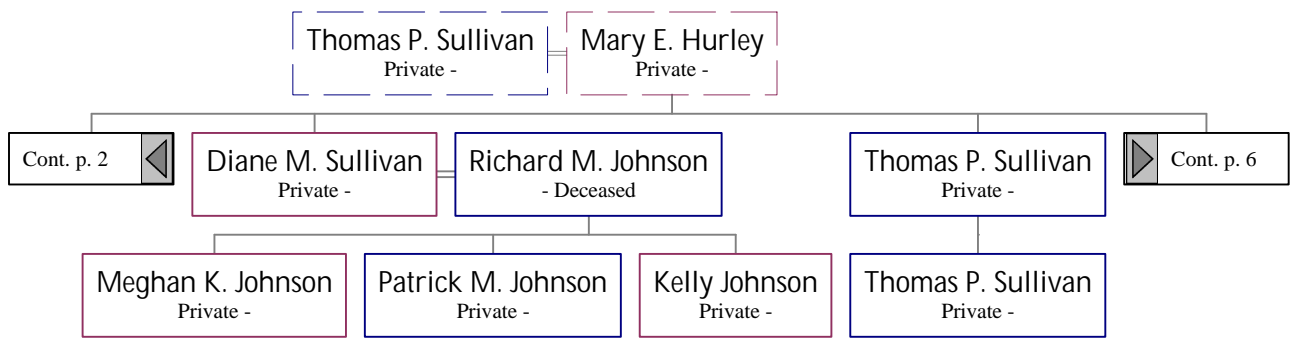 Thomas P. Sullivan
Private -
Mary E. Hurley
Private -
Cont. p. 2
Diane M. Sullivan
Private -
Richard M. Johnson
- Deceased
Thomas P. Sullivan
Private -
Cont. p. 6
Meghan K. Johnson
Private -
Patrick M. Johnson
Private -
Kelly Johnson
Private -
Thomas P. Sullivan
Private -